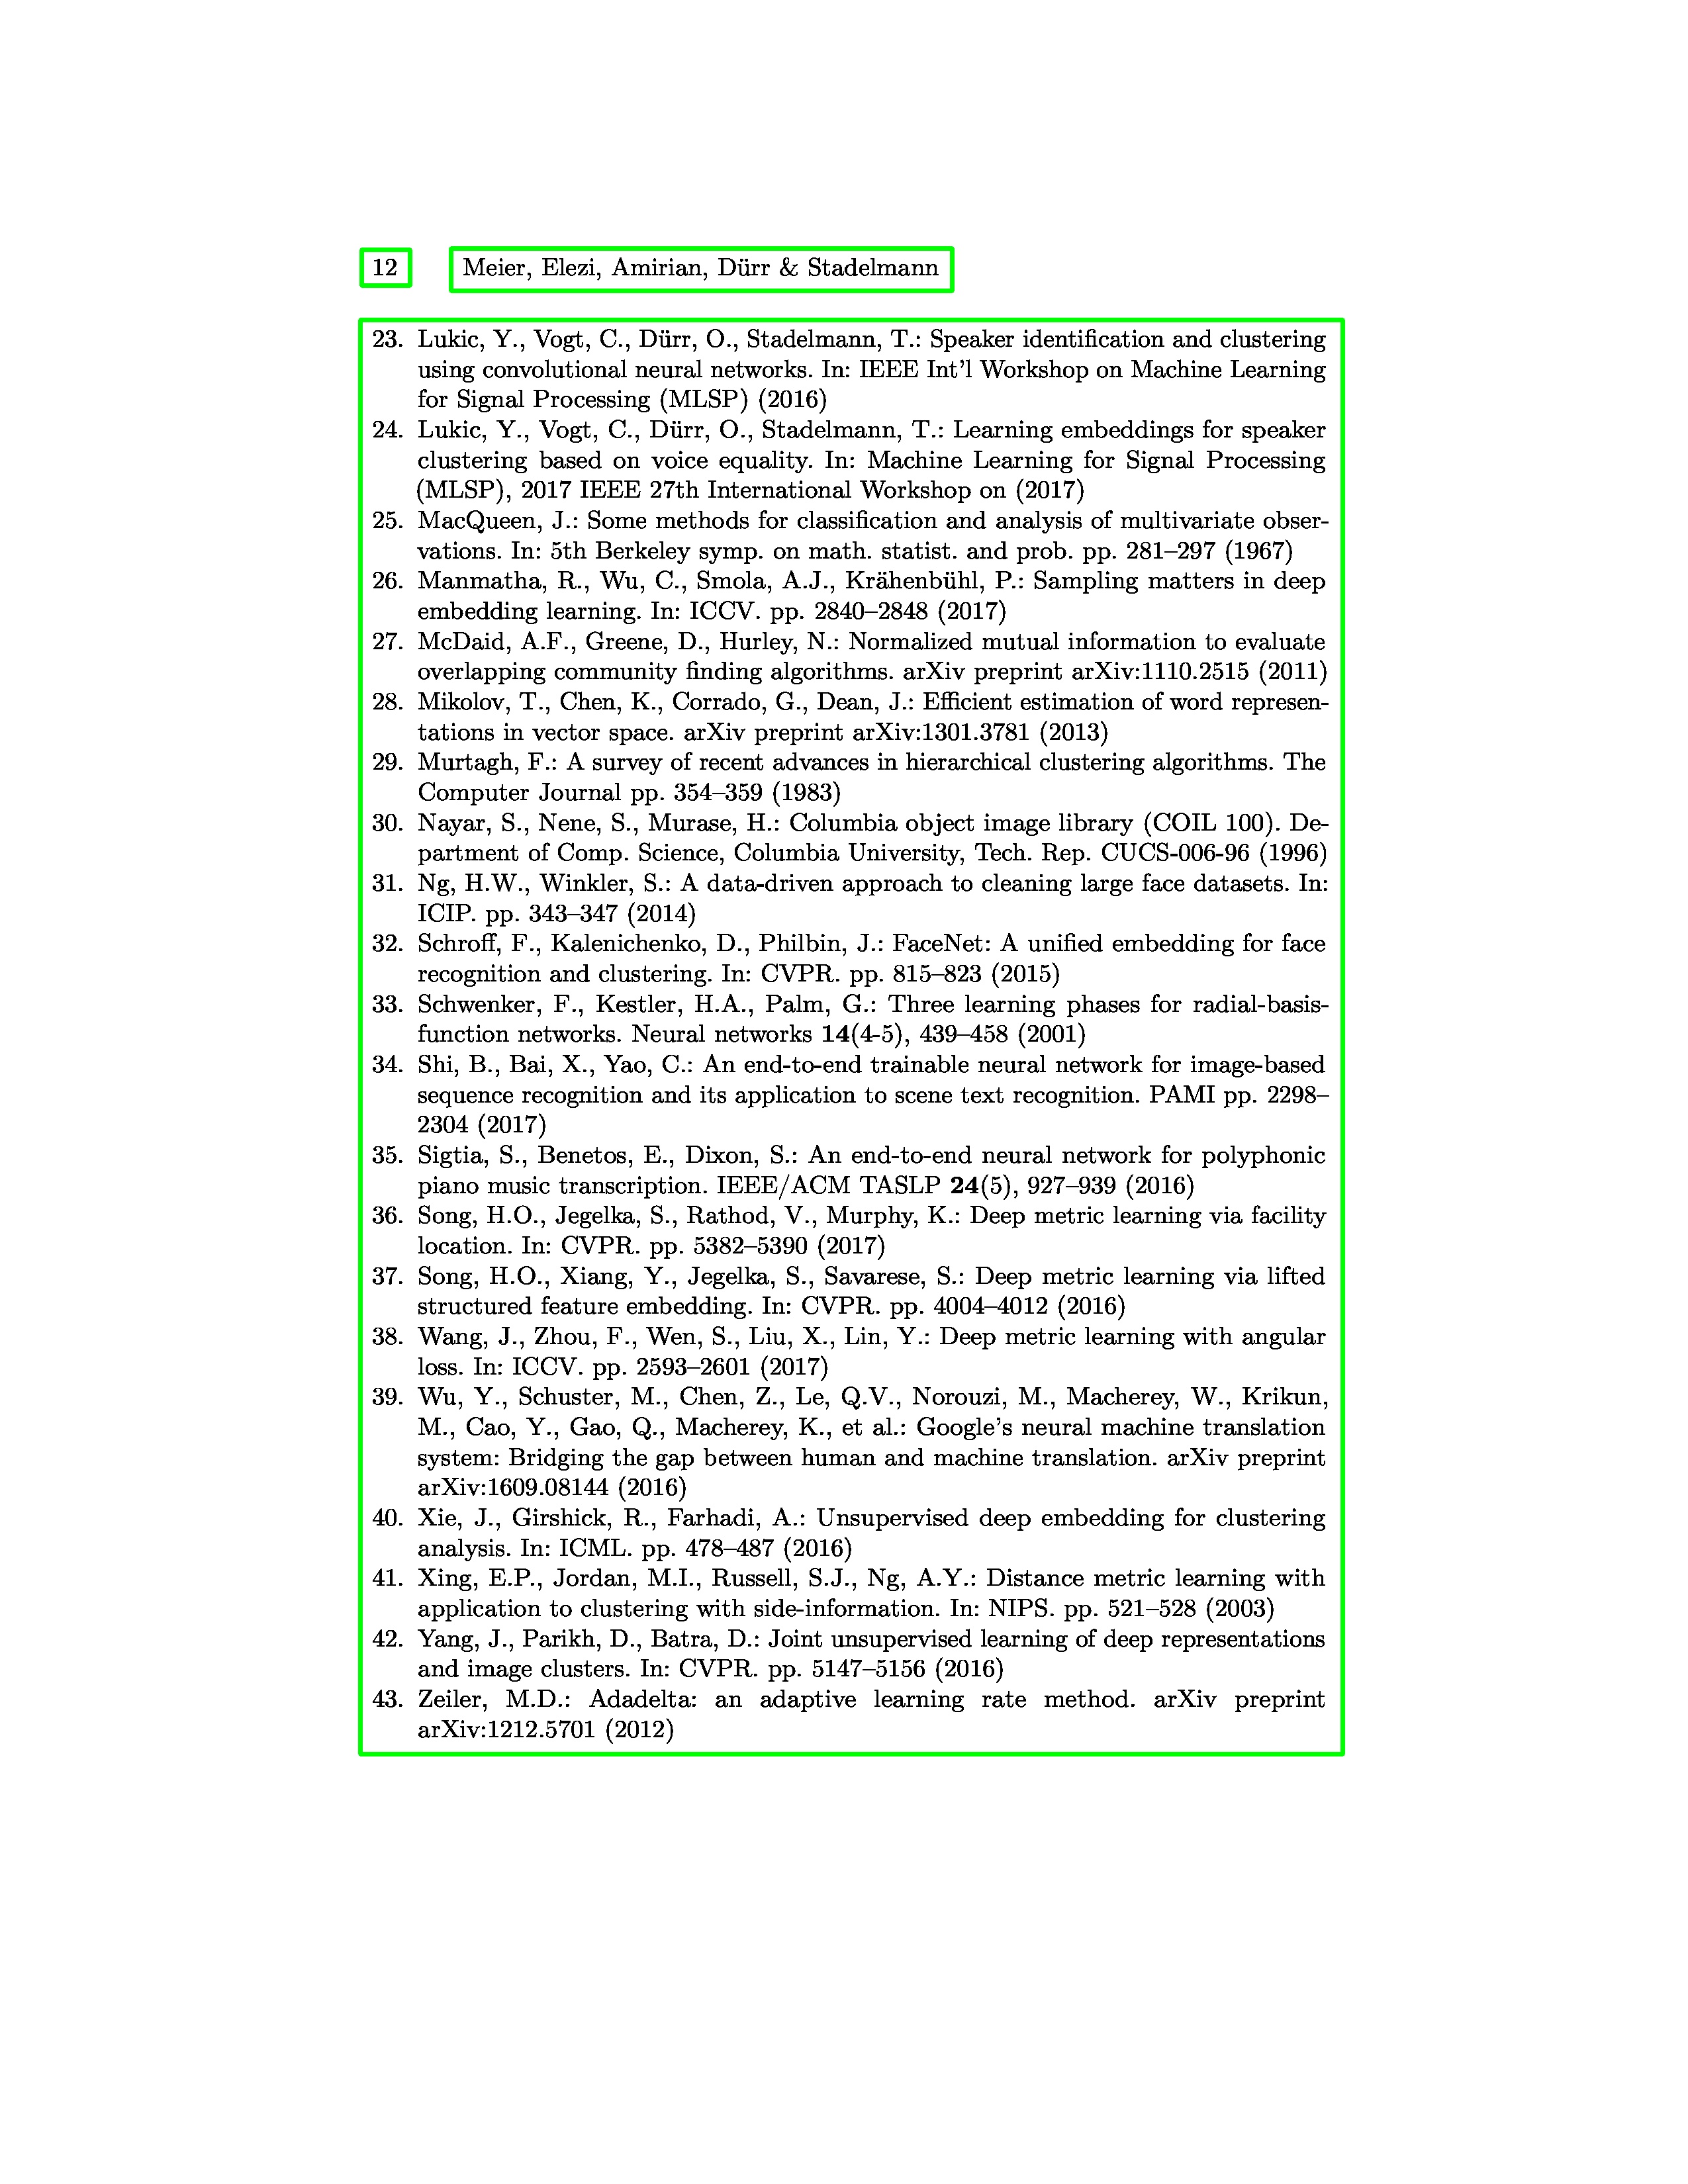 12 Meier, Elezi, Amirian, Dürr & Stadelmann
23. Lukic, Y., Vogt, C., Dürr, O., Stadelmann, T.: Speaker identification and clustering
using convolutional neural networks. In: IEEE Int'l Workshop on Machine Learning
for Signal Processing (MLSP) (2016)
24. Lukic, Y., Vogt, C., Dürr, O., Stadelmann, T.: Learning embeddings for speaker
clustering based on voice equality. In: Machine Learning for Signal Processing
(MLSP), 2017 IEEE 27th International Workshop on (2017)
25. MacQueen, J.: Some methods for classification and analysis of multivariate obser-
vations. In: 5th Berkeley symp. on math. statist. and prob. pp. 281–297 (1967)
26. Manmatha, R., Wu, C., Smola, A.J., Krähenbühl, P.: Sampling matters in deep
embedding learning. In: ICCV. pp. 2840–2848 (2017)
27. McDaid, A.F., Greene, D., Hurley, N.: Normalized mutual information to evaluate
overlapping community finding algorithms. arXiv preprint arXiv:1110.2515 (2011)
28. Mikolov, T., Chen, K., Corrado, G., Dean, J.: Efficient estimation of word represen-
tations in vector space. arXiv preprint arXiv:1301.3781 (2013)
29. Murtagh, F.: A survey of recent advances in hierarchical clustering algorithms. The
Computer Journal pp. 354–359 (1983)
30. Nayar, S., Nene, S., Murase, H.: Columbia object image library (COIL 100). De-
partment of Comp. Science, Columbia University, Tech. Rep. CUCS-006-96 (1996)
31. Ng, H.W., Winkler, S.: A data-driven approach to cleaning large face datasets. In:
ICIP. pp. 343–347 (2014)
32. Schroff, F., Kalenichenko, D., Philbin, J.: FaceNet: A unified embedding for face
recognition and clustering. In: CVPR. pp. 815–823 (2015)
33. Schwenker, F., Kestler, H.A., Palm, G.: Three learning phases for radial-basis-
function networks. Neural networks 14(4-5), 439–458 (2001)
34. Shi, B., Bai, X., Yao, C.: An end-to-end trainable neural network for image-based
sequence recognition and its application to scene text recognition. PAMI pp. 2298–
2304 (2017)
35. Sigtia, S., Benetos, E., Dixon, S.: An end-to-end neural network for polyphonic
piano music transcription. IEEE/ACM TASLP 24(5), 927–939 (2016)
36. Song, H.O., Jegelka, S., Rathod, V., Murphy, K.: Deep metric learning via facility
location. In: CVPR. pp. 5382–5390 (2017)
37. Song, H.O., Xiang, Y., Jegelka, S., Savarese, S.: Deep metric learning via lifted
structured feature embedding. In: CVPR. pp. 4004–4012 (2016)
38. Wang, J., Zhou, F., Wen, S., Liu, X., Lin, Y.: Deep metric learning with angular
loss. In: ICCV. pp. 2593–2601 (2017)
39. Wu, Y., Schuster, M., Chen, Z., Le, Q.V., Norouzi, M., Macherey, W., Krikun,
M., Cao, Y., Gao, Q., Macherey, K., et al.: Google's neural machine translation
system: Bridging the gap between human and machine translation. arXiv preprint
arXiv:1609.08144 (2016)
40. Xie, J., Girshick, R., Farhadi, A.: Unsupervised deep embedding for clustering
analysis. In: ICML. pp. 478–487 (2016)
41. Xing, E.P., Jordan, M.I., Russell, S.J., Ng, A.Y.: Distance metric learning with
application to clustering with side-information. In: NIPS. pp. 521–528 (2003)
42. Yang, J., Parikh, D., Batra, D.: Joint unsupervised learning of deep representations
and image clusters. In: CVPR. pp. 5147–5156 (2016)
43. Zeiler, M.D.: Adadelta: an adaptive learning rate method. arXiv preprint
arXiv:1212.5701 (2012)